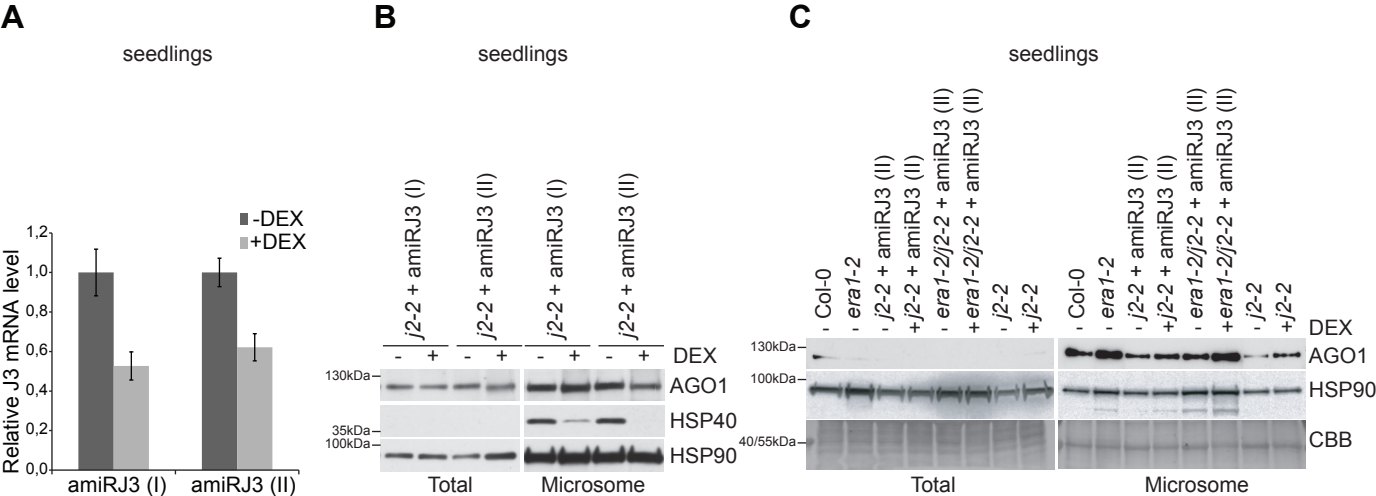 A
seedlings
-DEX
+DEX
Relative J3 mRNA level
1,2
1,0
0,8
0,6
0,4
0,2
0,0
amiRJ3 (I)
amiRJ3 (II)
B
seedlings
j2-2 + amiRJ3 (I)
j2-2 + amiRJ3 (II)
j2-2 + amiRJ3 (I)
j2-2 + amiRJ3 (II)
- + - + - + - + DEX
130kDa
AGO1
HSP40
35kDa
100kDa
HSP90
Total
Microsome
C
seedlings
- Col-0
- era1-2
- j2-2 + amiRJ3 (II)
+ j2-2 + amiRJ3 (II)
- era1-2/j2-2 + amiRJ3 (II)
+ era1-2/j2-2 + amiRJ3 (II)
- j2-2
+ j2-2
- Col-0
- era1-2
- j2-2 + amiRJ3 (II)
+ j2-2 + amiRJ3 (II)
- era1-2/j2-2 + amiRJ3 (II)
+ era1-2/j2-2 + amiRJ3 (II)
- j2-2
+ j2-2
DEX
130kDa
AGO1
100kDa
HSP90
40/55kDa
CBB
Total
Microsome